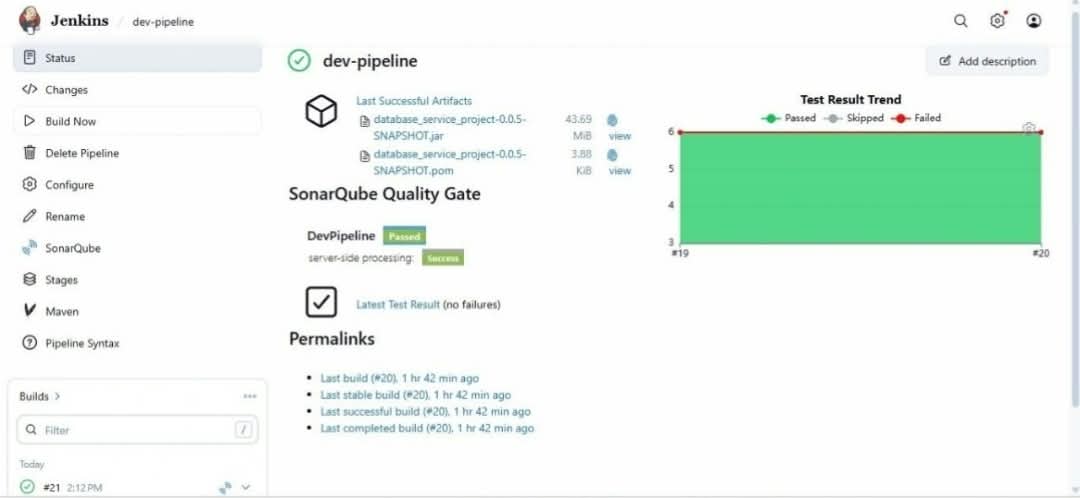 Jenkins / dev-pipeline
Status
Changes
Build Now
Delete Pipeline
Configure
Rename
SonarQube
Stages
Maven
Pipeline Syntax
Builds >
Filter /
Today
#21 2:12 PM
dev-pipeline
Add description
Last Successful Artifacts
database_service_project-0.0.5-
SNAPSHOT.jar
43.69
MiB
view
database_service_project-0.0.5-
SNAPSHOT.pom
3.88
KiB
view
SonarQube Quality Gate
DevPipeline Passed
server-side processing: Success
Latest Test Result (no failures)
Permalinks
Last build (#20), 1 hr 42 min ago
Last stable build (#20), 1 hr 42 min ago
Last successful build (#20), 1 hr 42 min ago
Last completed build (#20), 1 hr 42 min ago
Test Result Trend
Passed Skipped Failed
6
5
4
3
#19 #20